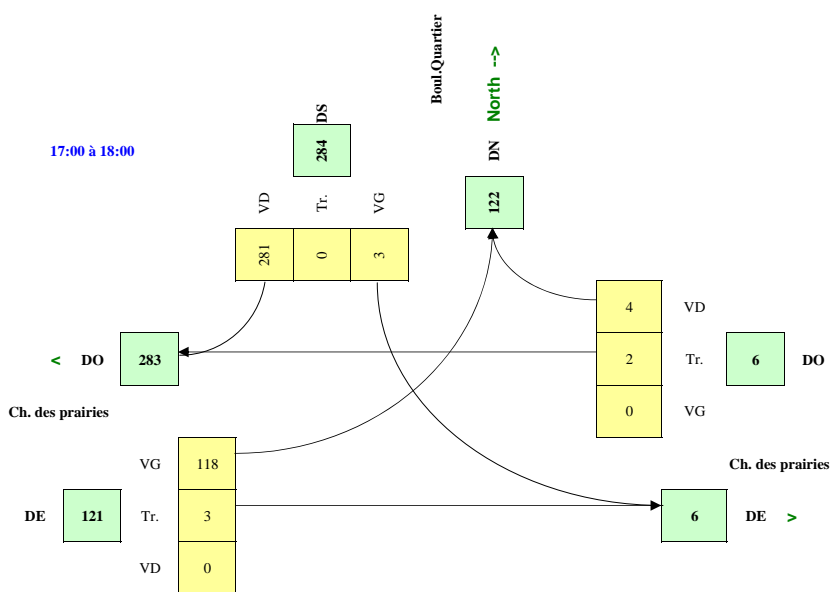 Boul.Quartier
North -->
DS
17:00 à 18:00
284
DN
VD Tr. VG
122
281 0 3
4 VD
< DO 283
2 Tr. 6 DO
Ch. des prairies
0 VG
VG 118
Ch. des prairies
DE 121 Tr. 3
6 DE >
VD 0